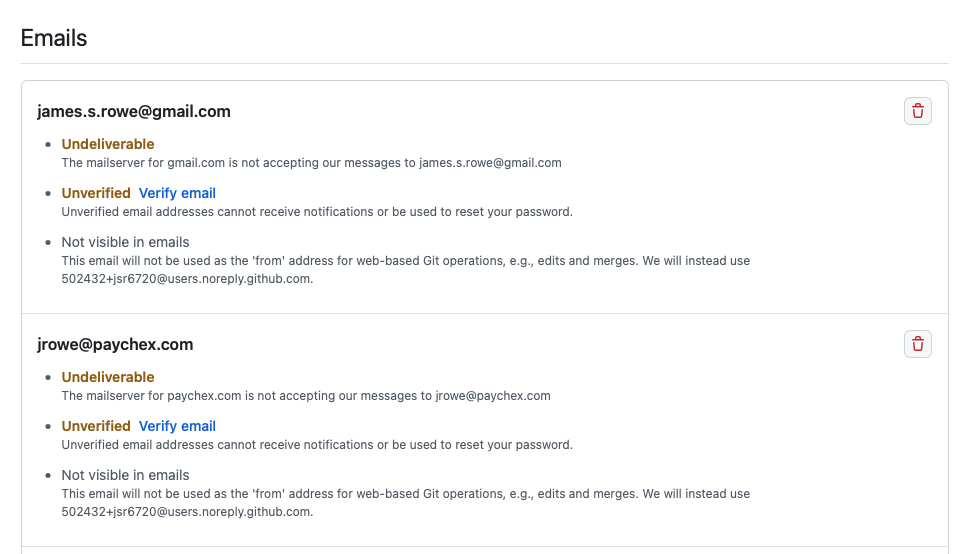 Emails
james.s.rowe@gmail.com
Undeliverable
The mailserver for gmail.com is not accepting our messages to james.s.rowe@gmail.com
Unverified Verify email
Unverified email addresses cannot receive notifications or be used to reset your password.
Not visible in emails
This email will not be used as the 'from' address for web-based Git operations, e.g., edits and merges. We will instead use
502432+jsr6720@users.noreply.github.com.
jrowe@paychex.com
Undeliverable
The mailserver for paychex.com is not accepting our messages to jrowe@paychex.com
Unverified Verify email
Unverified email addresses cannot receive notifications or be used to reset your password.
Not visible in emails
This email will not be used as the 'from' address for web-based Git operations, e.g., edits and merges. We will instead use
502432+jsr6720@users.noreply.github.com.